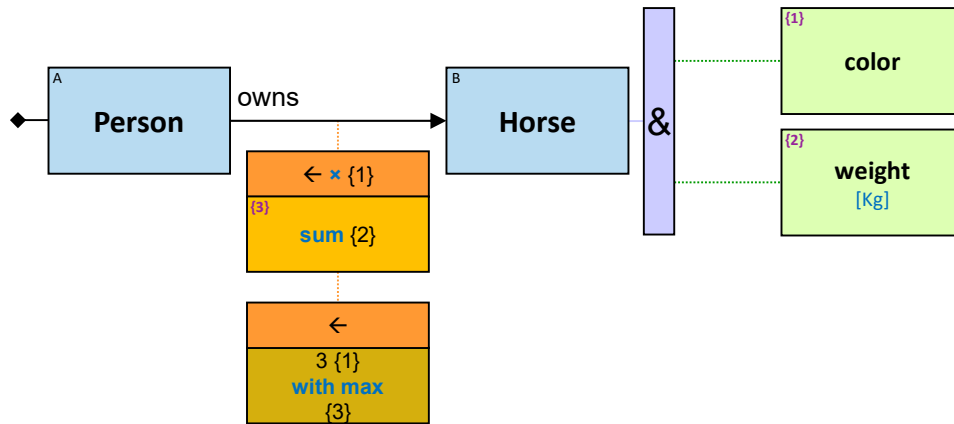 A
Person
owns
B
Horse
&
{1}
color
{2}
weight
[Kg]
← × {1}
{3}
sum {2}
←
3 {1}
with max
{3}